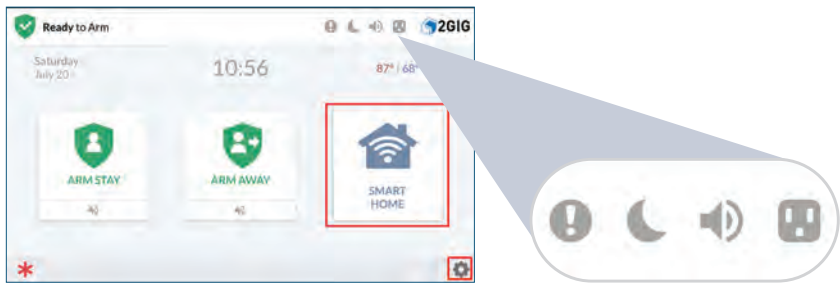 Ready to Arm
2GIG
Saturday
July 20
10:56
87° | 68°
ARM STAY
ARM AWAY
SMART
HOME